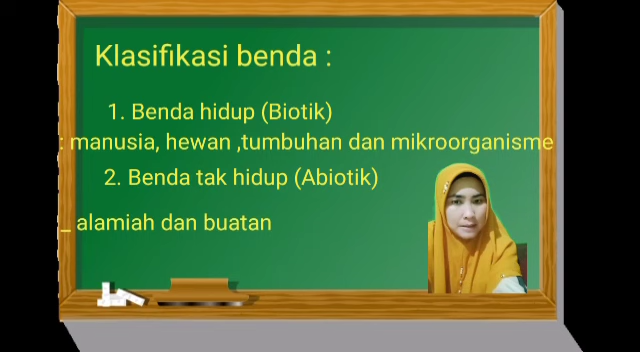 Klasifikasi benda :
1. Benda hidup (Biotik)
: manusia, hewan ,tumbuhan dan mikroorganisme
2. Benda tak hidup (Abiotik)
_ alamiah dan buatan